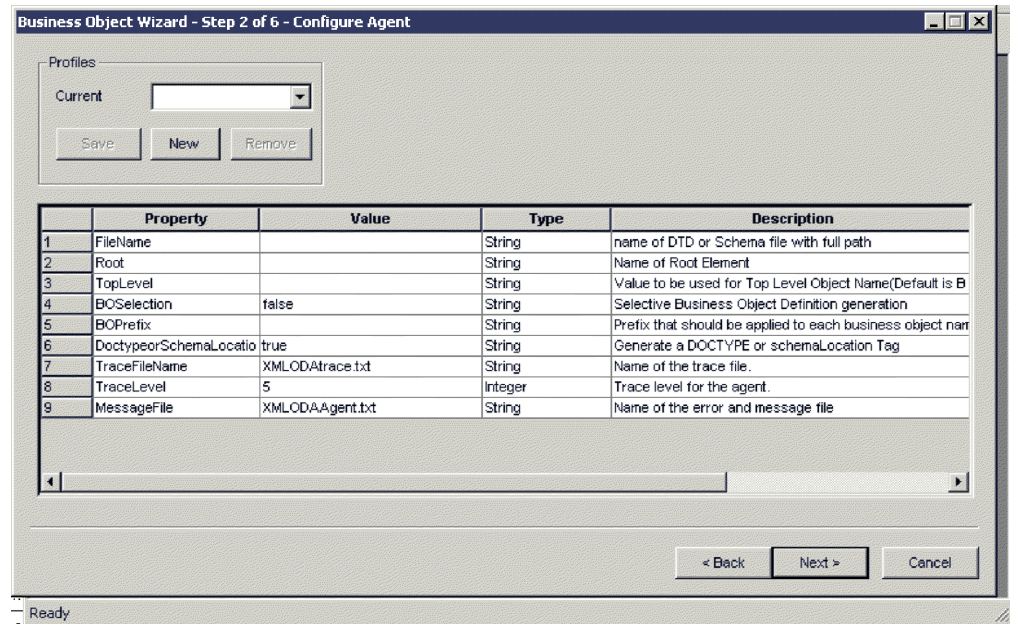 Business Object Wizard - Step 2 of 6 - Configure Agent
Profiles
Current
Save New Remove
Property Value Type Description
1 FileName String name of DTD or Schema file with full path
2 Root String Name of Root Element
3 TopLevel String Value to be used for Top Level Object Name(Default is B
4 BOSelection false String Selective Business Object Definition generation
5 BOPrefix String Prefix that should be applied to each business object nam
6 DoctypeorSchemaLocatio true String Generate a DOCTYPE or schemaLocation Tag
7 TraceFileName XMLODAtrace.txt String Name of the trace file.
8 TraceLevel 5 Integer Trace level for the agent.
9 MessageFile XMLODAAgent.txt String Name of the error and message file
< Back Next > Cancel
Ready